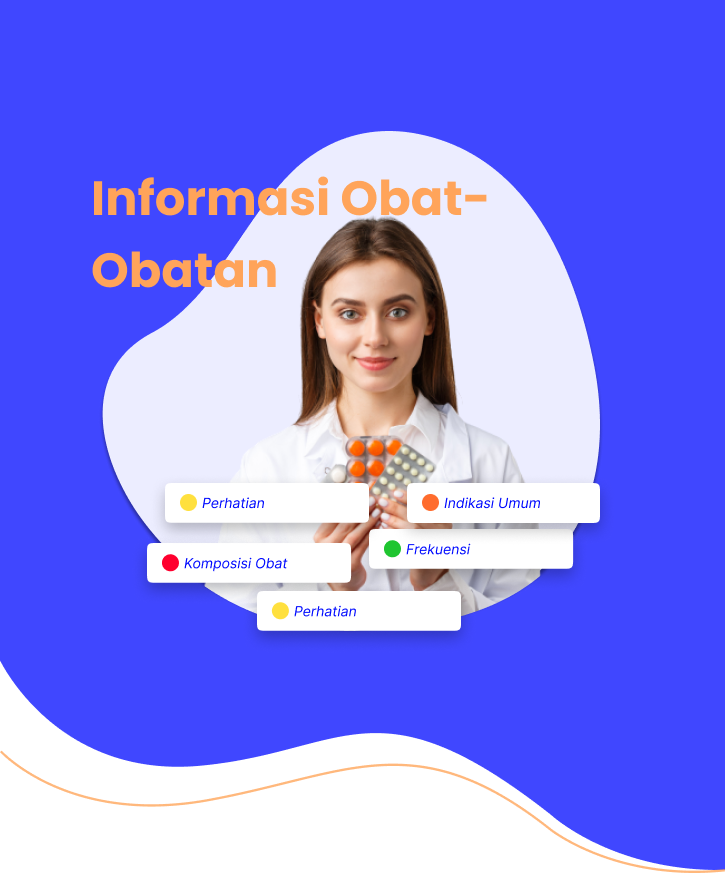 Informasi Obat-
Obatan
Perhatian
Indikasi Umum
Frekuensi
Komposisi Obat
Perhatian